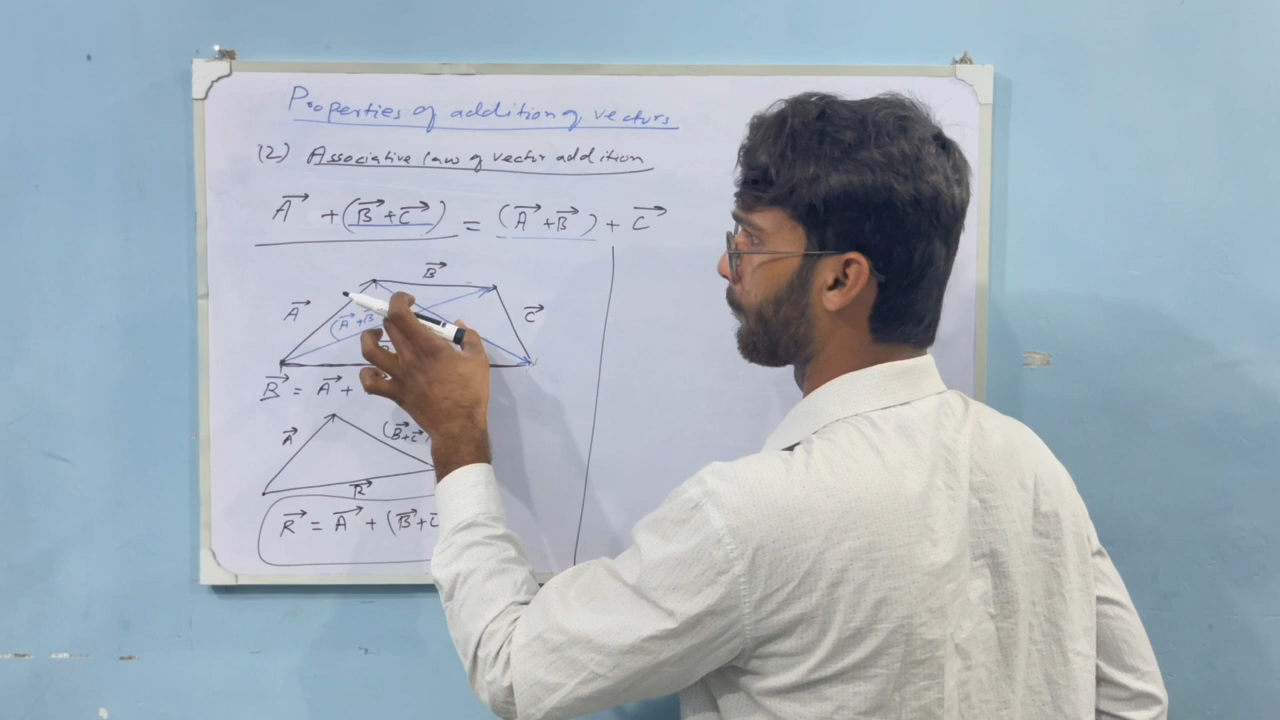 Properties of addition of vectors
(2) Associative law of vector addition
A⃗ + (B⃗ + C⃗) = (A⃗ + B⃗) + C⃗
B⃗
A⃗ C⃗
(A⃗ + B⃗
B⃗ = A⃗ +
A⃗ (B⃗ + C⃗)
R⃗
R⃗ = A⃗ + (B⃗ + C